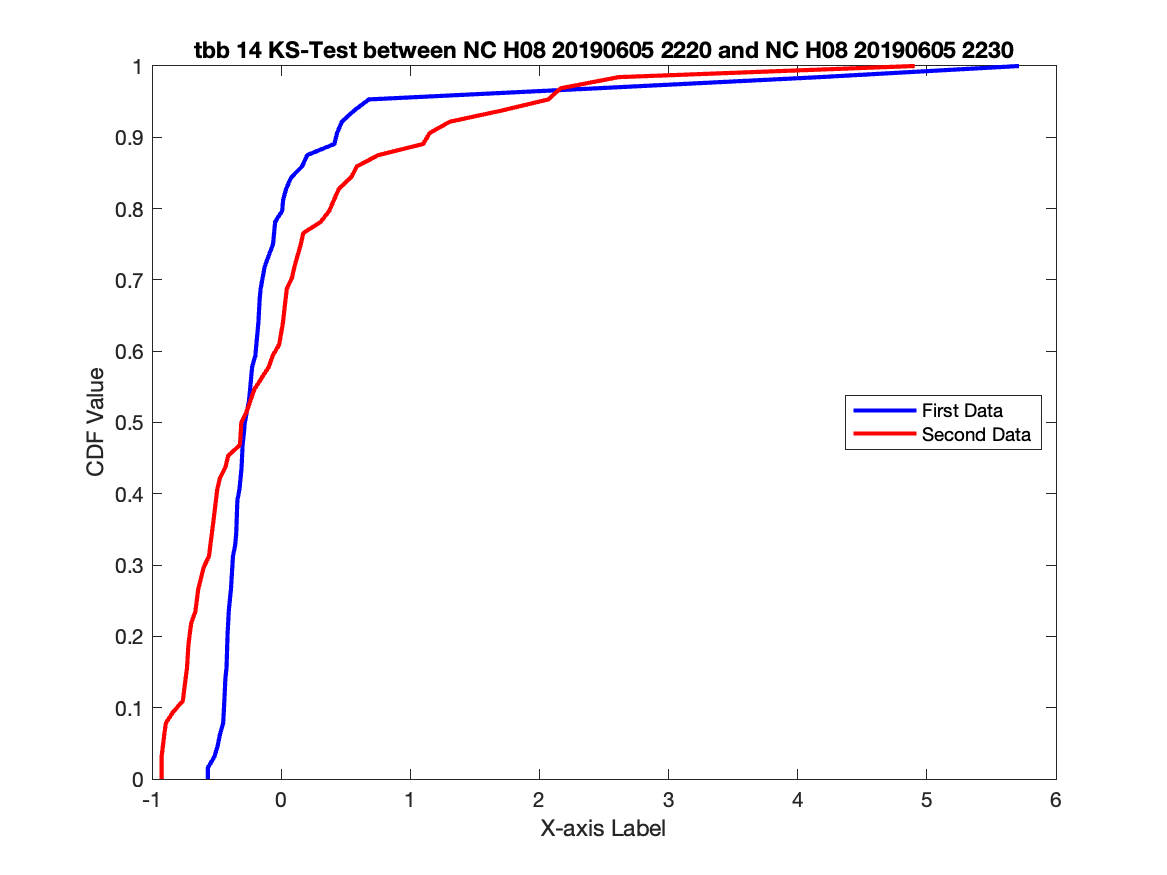 tbb 14 KS-Test between NC H08 20190605 2220 and NC H08 20190605 2230
1
0.9
0.8
0.7
0.6
0.5
0.4
0.3
0.2
0.1
0
CDF Value
First Data
Second Data
-1 0 1 2 3 4 5 6
X-axis Label